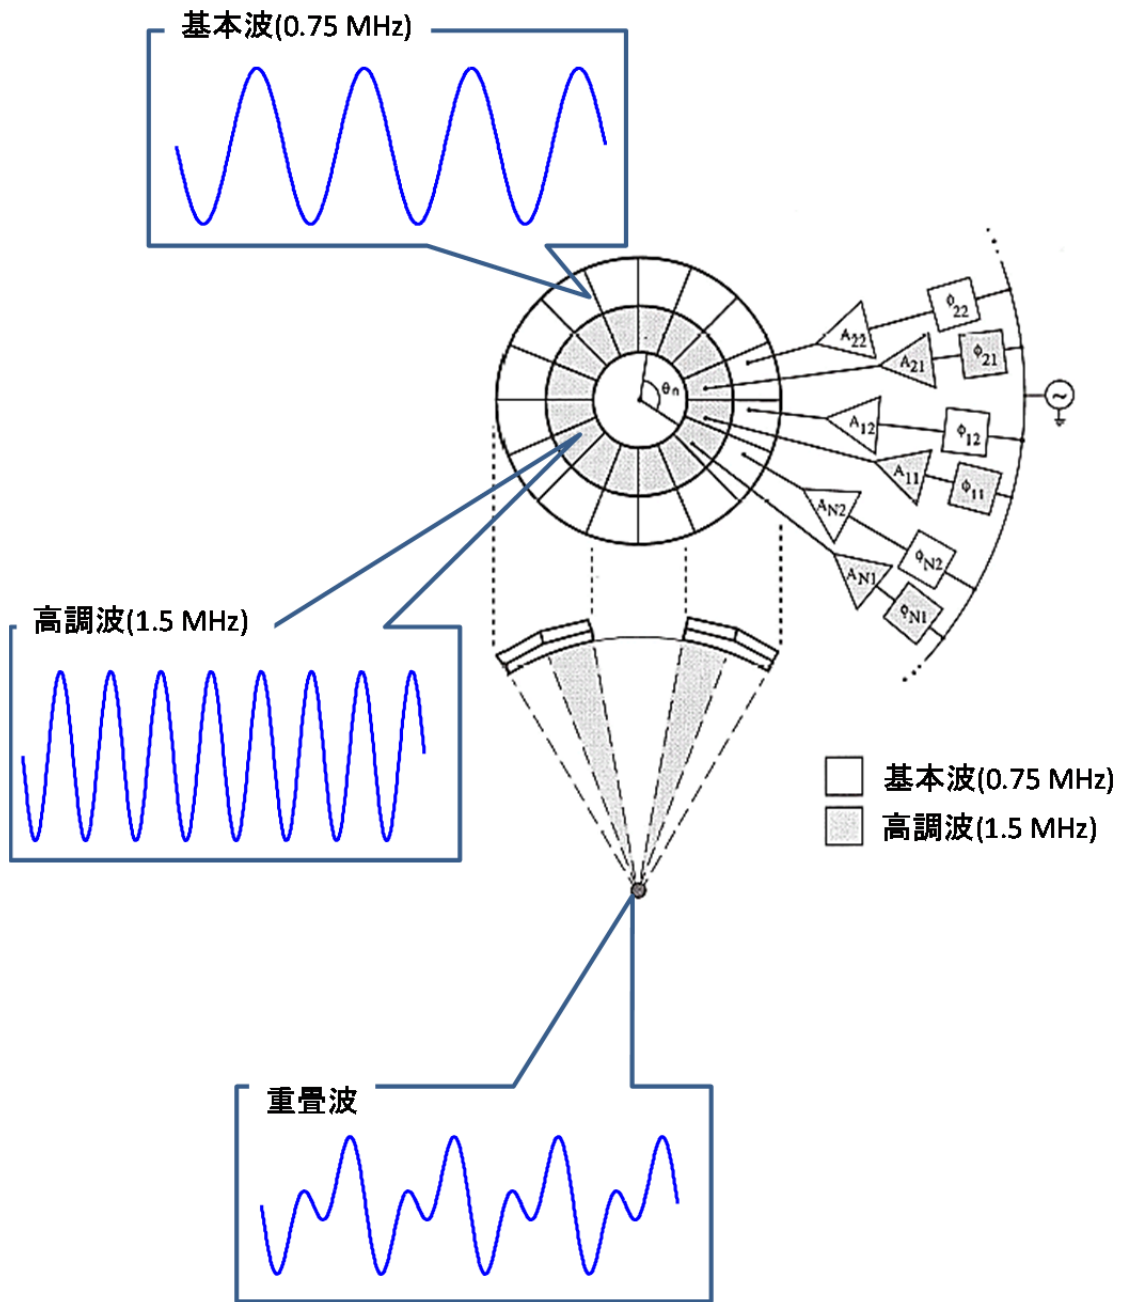 基本波(0.75 MHz)
ϕ22
A22
ϕ21
A21
θn
A12
ϕ12
A11
ϕ11
AN2
ϕN2
AN1
ϕN1
~
高調波(1.5 MHz)
基本波(0.75 MHz)
高調波(1.5 MHz)
重畳波